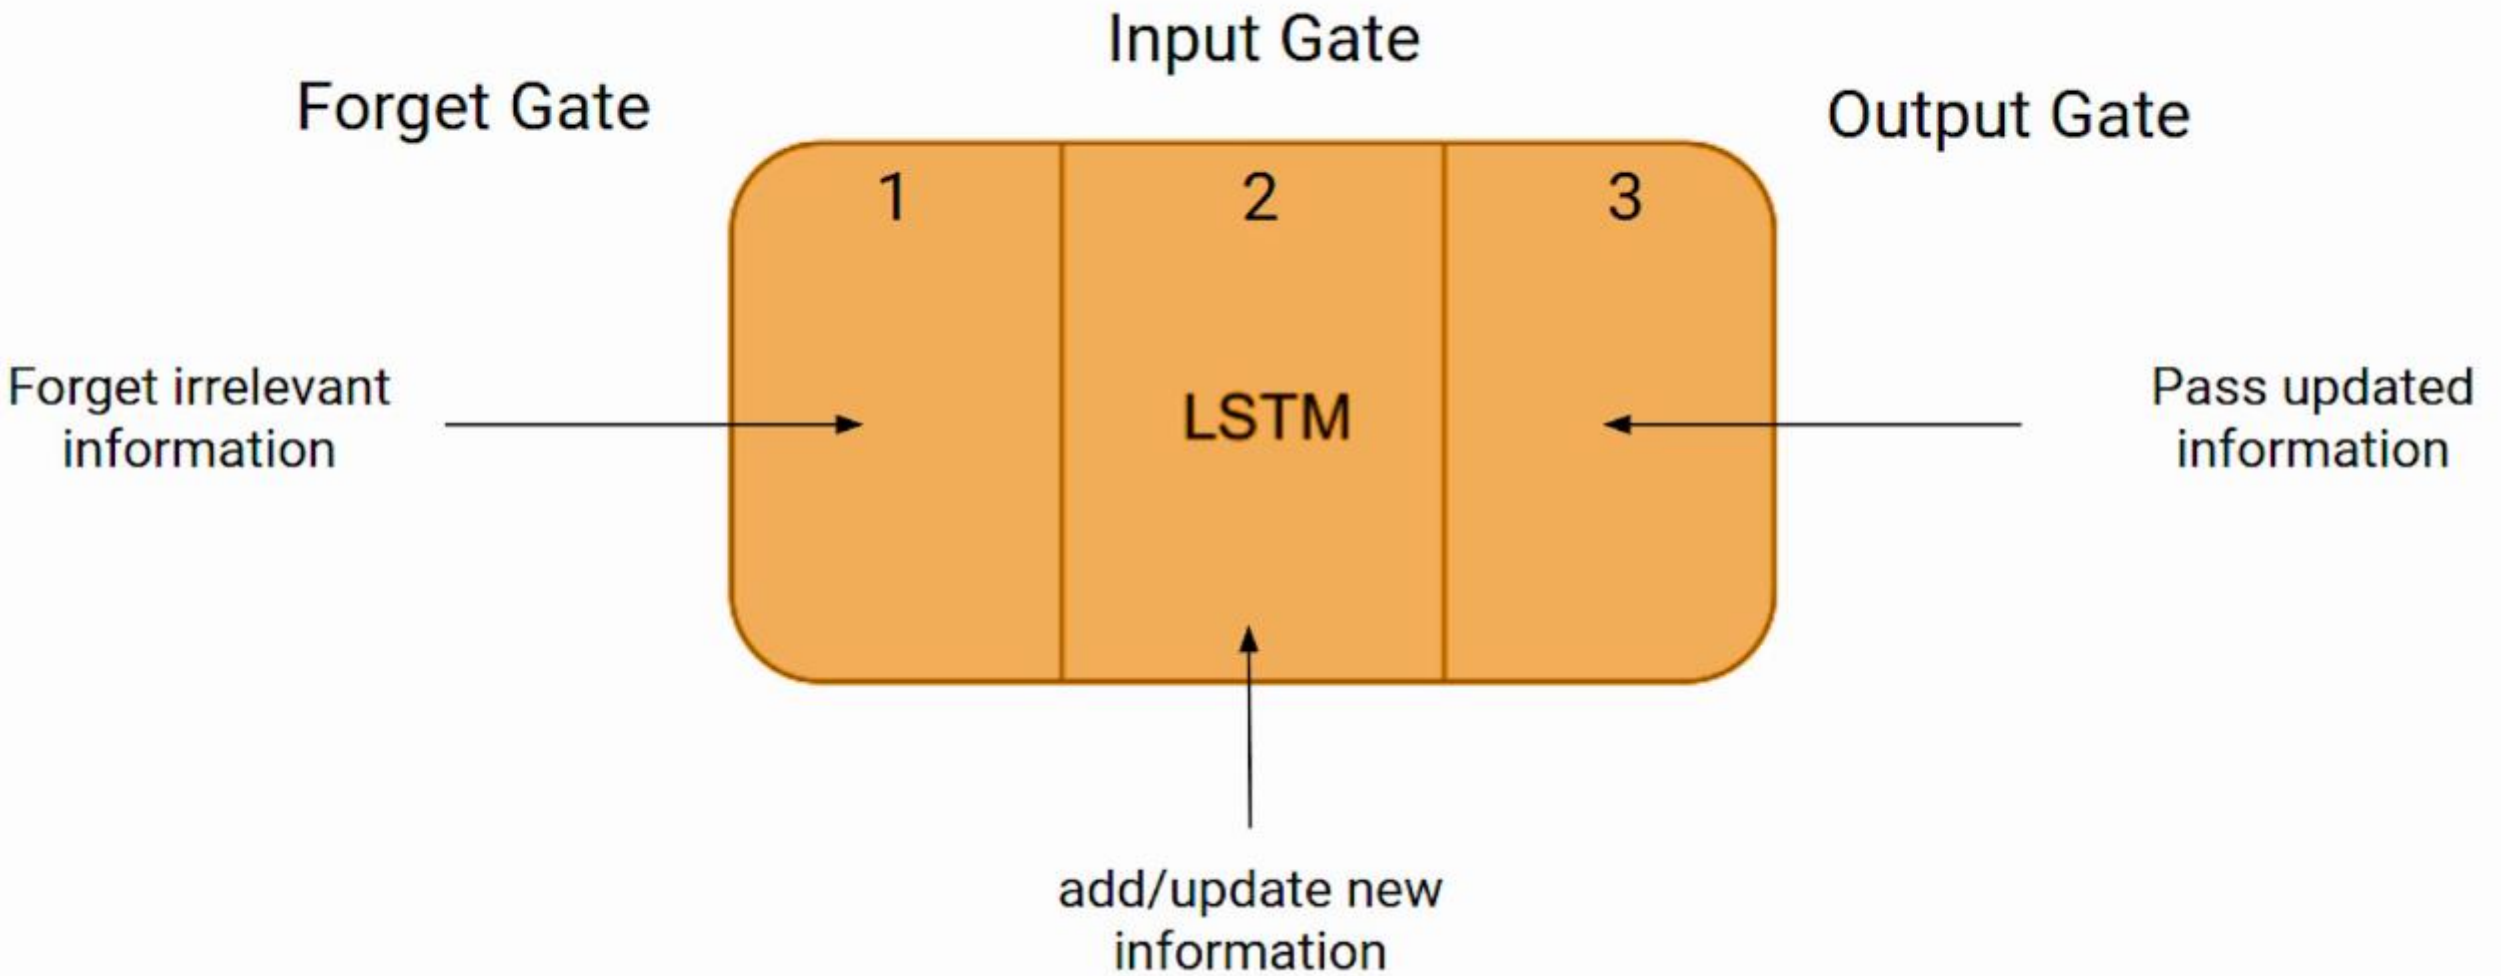 Input Gate
Forget Gate
Output Gate
1
2
3
Forget irrelevant
information
LSTM
Pass updated
information
add/update new
information